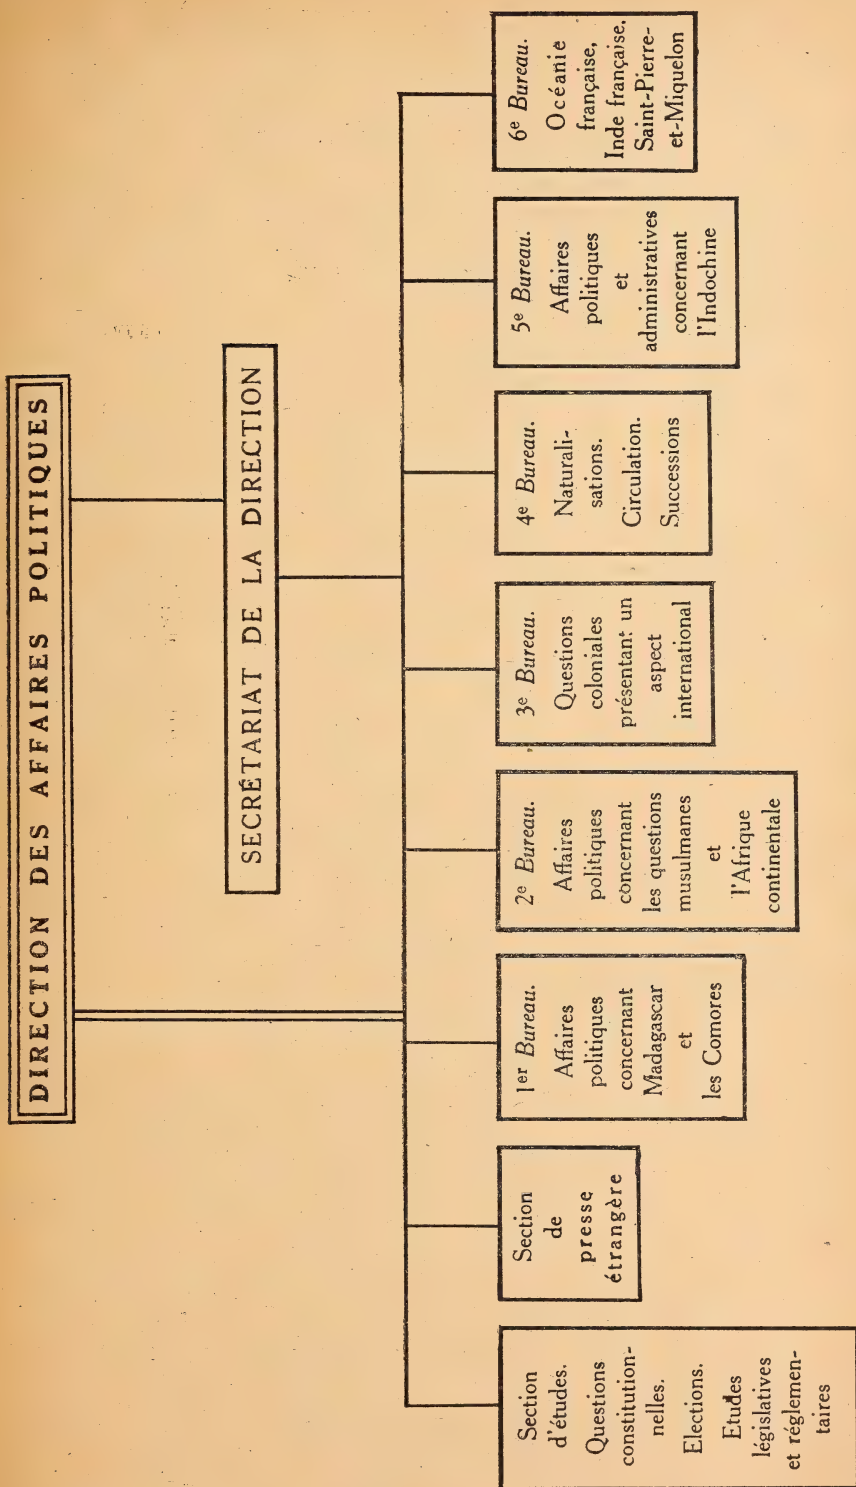 DIRECTION DES AFFAIRES POLITIQUES
SECRÉTARIAT DE LA DIRECTION
Section
d'études.
Questions
constitution-
nelles.
Elections.
Etudes
législatives
et réglemen-
taires
Section
de
presse
étrangère
1er Bureau.
Affaires
politiques
concernant
Madagascar
et
les Comores
2e Bureau.
Affaires
politiques
concernant
les questions
musulmanes
et
l'Afrique
continentale
3e Bureau.
Questions
coloniales
présentant un
aspect
international
4e Bureau.
Naturali-
sations.
Circulation.
Successions
5e Bureau.
Affaires
politiques
et
administratives
concernant
l'Indochine
6e Bureau.
Océanie
française,
Inde française,
Saint-Pierre-
et-Miquelon